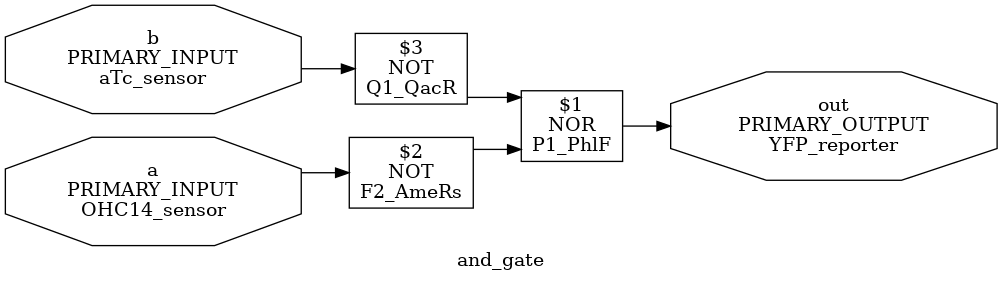 b
PRIMARY_INPUT
aTc_sensor
$3
NOT
Q1_QacR
a
PRIMARY_INPUT
OHC14_sensor
$2
NOT
F2_AmeRs
$1
NOR
P1_PhlF
out
PRIMARY_OUTPUT
YFP_reporter
and_gate